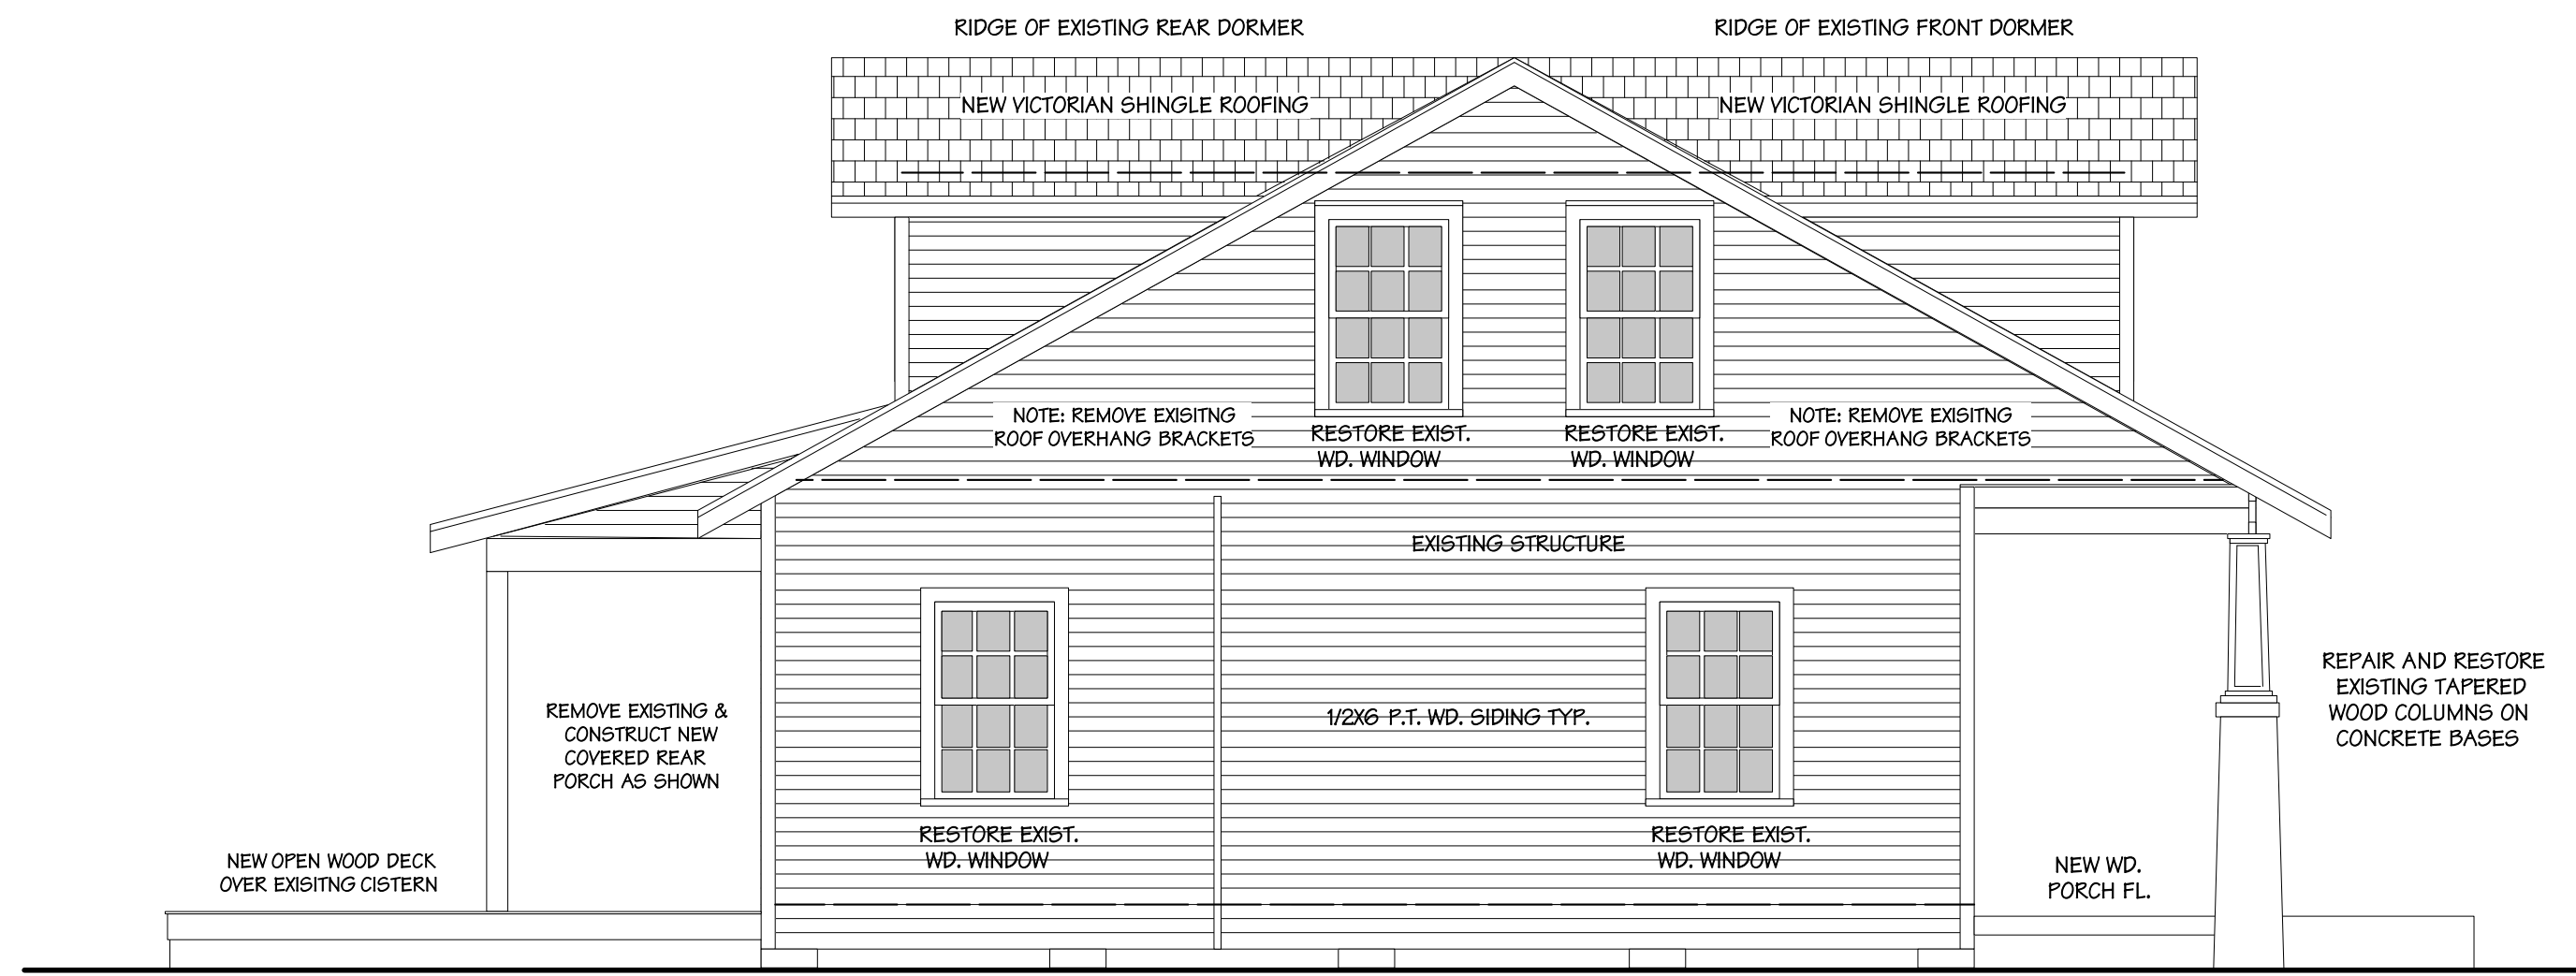 RIDGE OF EXISTING REAR DORMER
RIDGE OF EXISTING FRONT DORMER
NEW VICTORIAN SHINGLE ROOFING
NEW VICTORIAN SHINGLE ROOFING
NOTE: REMOVE EXISITNG
ROOF OVERHANG BRACKETS
RESTORE EXIST.
WD. WINDOW
RESTORE EXIST.
WD. WINDOW
NOTE: REMOVE EXISITNG
ROOF OVERHANG BRACKETS
EXISTING STRUCTURE
REMOVE EXISTING &
CONSTRUCT NEW
COVERED REAR
PORCH AS SHOWN
1/2X6 P.T. WD. SIDING TYP.
REPAIR AND RESTORE
EXISTING TAPERED
WOOD COLUMNS ON
CONCRETE BASES
NEW OPEN WOOD DECK
OVER EXISITNG CISTERN
RESTORE EXIST.
WD. WINDOW
RESTORE EXIST.
WD. WINDOW
NEW WD.
PORCH FL.